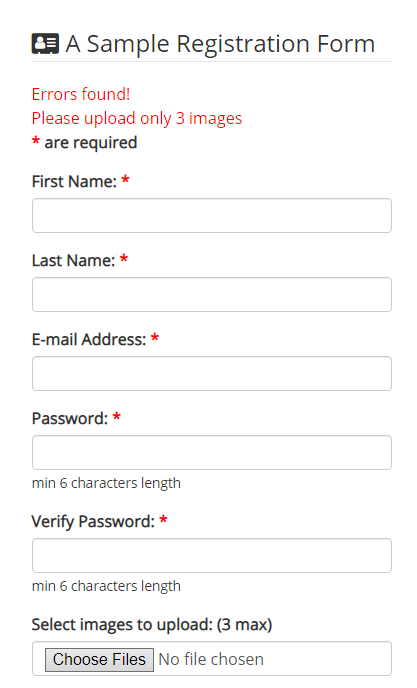 A Sample Registration Form
Errors found!
Please upload only 3 images
* are required
First Name: *
Last Name: *
E-mail Address: *
Password: *
min 6 characters length
Verify Password: *
min 6 characters length
Select images to upload: (3 max)
Choose Files No file chosen